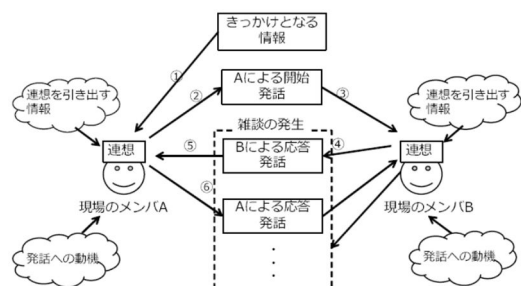 きっかけとなる
情報
①
②
Aによる開始
発話
③
連想を引き出す
情報
連想を引き出す
情報
雑談の発生
連想
⑤
Bによる応答
発話
④
連想
⑥
現場のメンバA
Aによる応答
発話
現場のメンバB
発話への動機
発話への動機